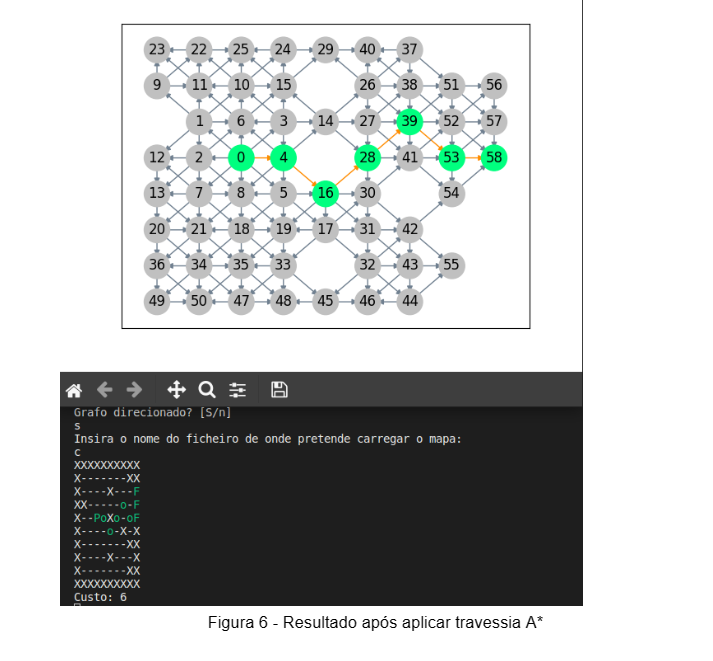 23 22 25 24 29 40 37
9 11 10 15 26 38 51 56
1 6 3 14 27 39 52 57
12 2 0 4 28 41 53 58
13 7 8 5 16 30 54
20 21 18 19 17 31 42
36 34 35 33 32 43 55
49 50 47 48 45 46 44
Grafo direcionado? [S/n]
s
Insira o nome do ficheiro de onde pretende carregar o mapa:
c
XXXXXXXXXX
X-------XX
X----X---F
XX-----o-F
X--PoXo-oF
X----o-X-X
X-------XX
X----X---X
X-------XX
XXXXXXXXXX
Custo: 6
Figura 6 - Resultado após aplicar travessia A*